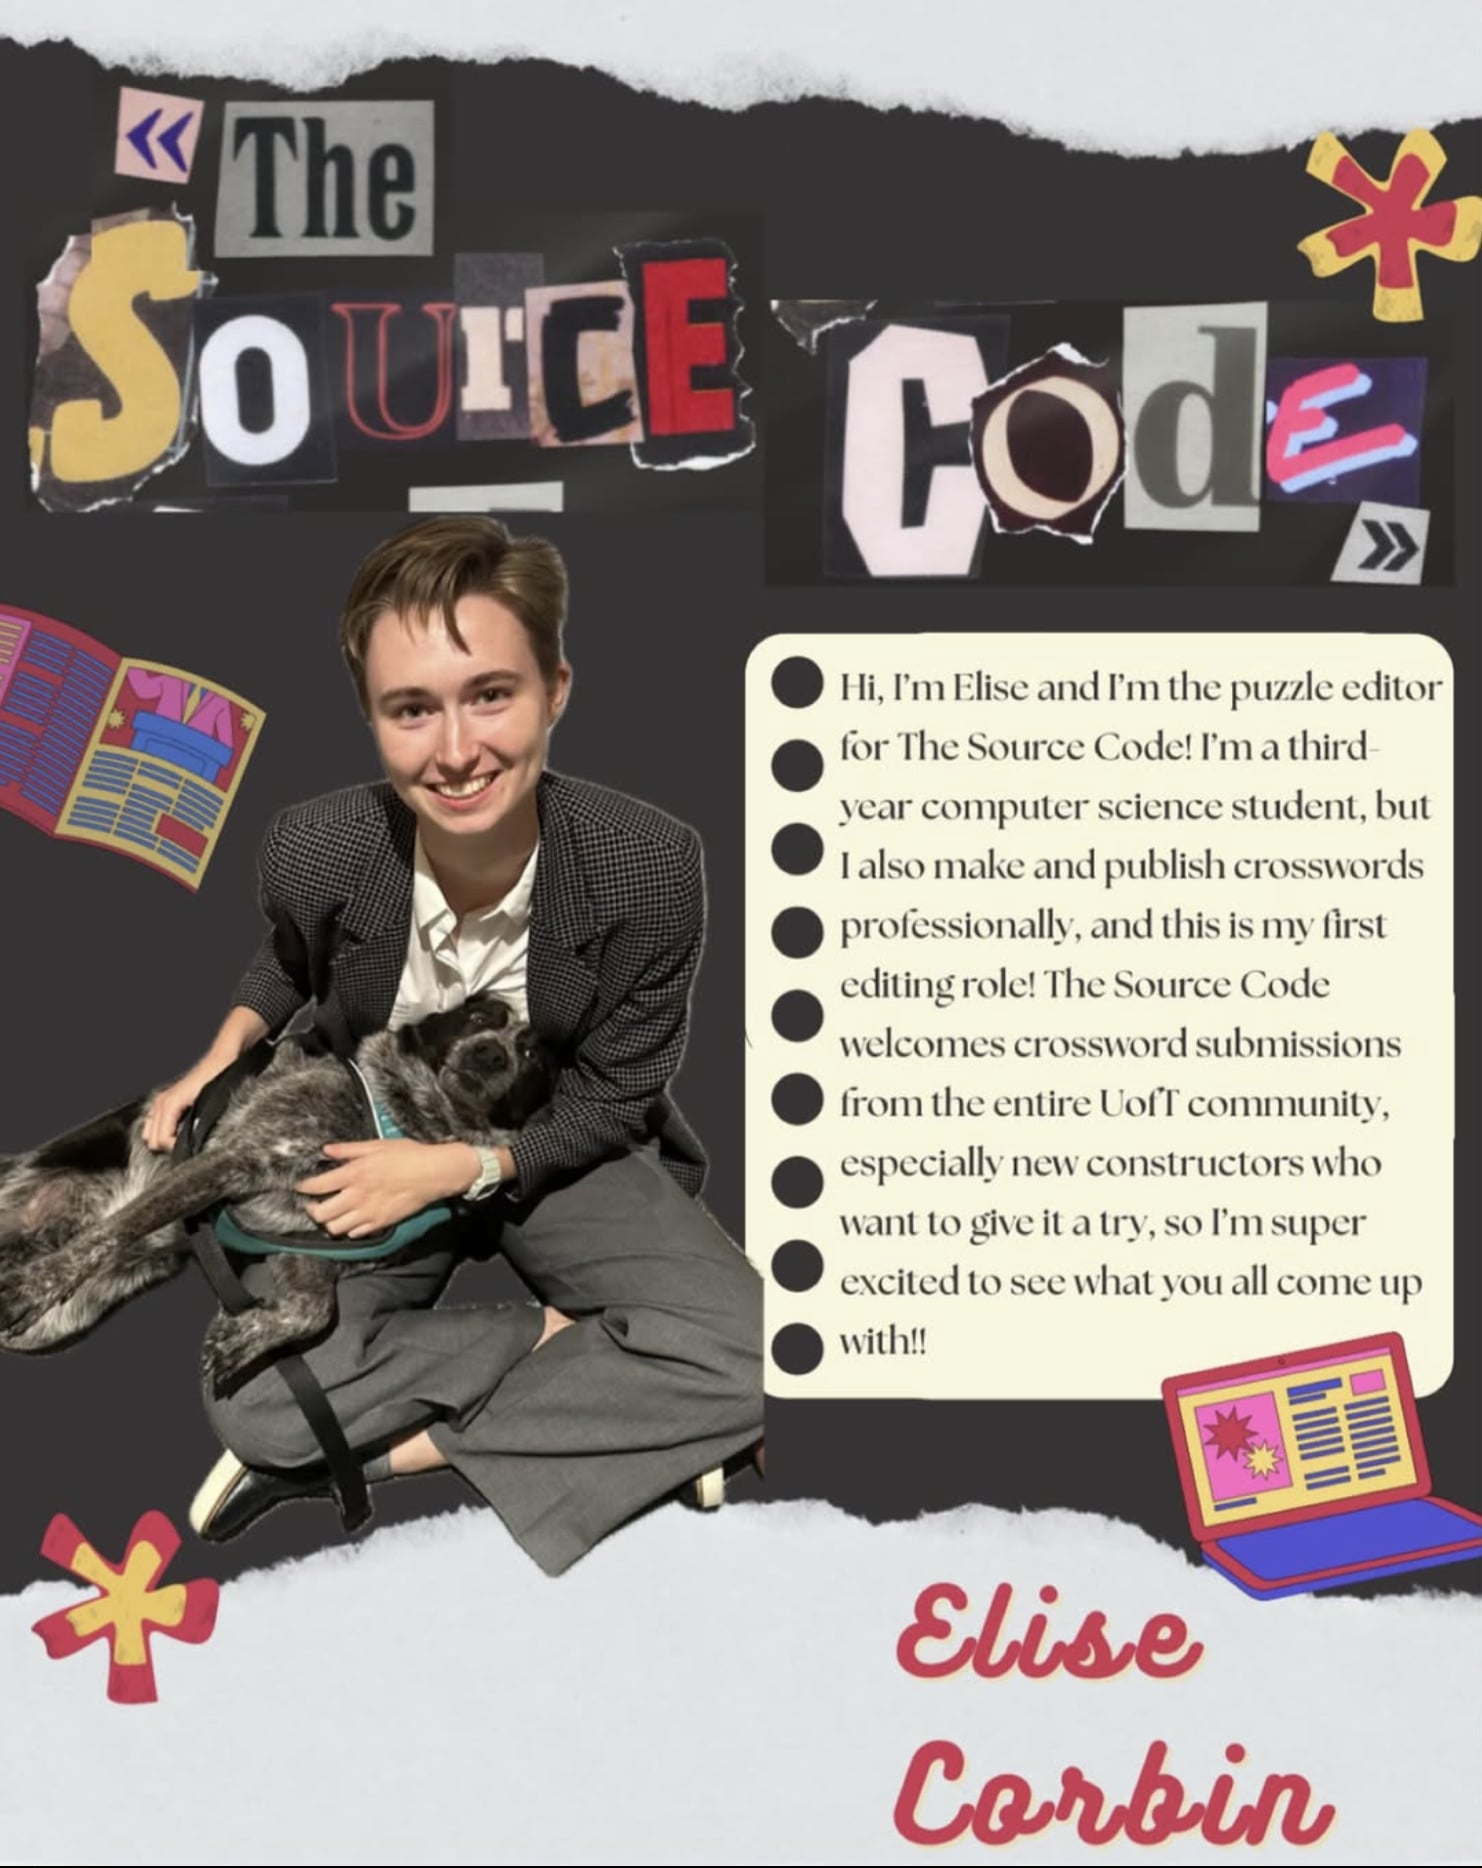 The
SOUrCE
COdE
Hi, I'm Elise and I'm the puzzle editor
for The Source Code! I'm a third-
year computer science student, but
I also make and publish crosswords
professionally, and this is my first
editing role! The Source Code
welcomes crossword submissions
from the entire UofT community,
especially new constructors who
want to give it a try, so I'm super
excited to see what you all come up
with!!
Elise
Corbin